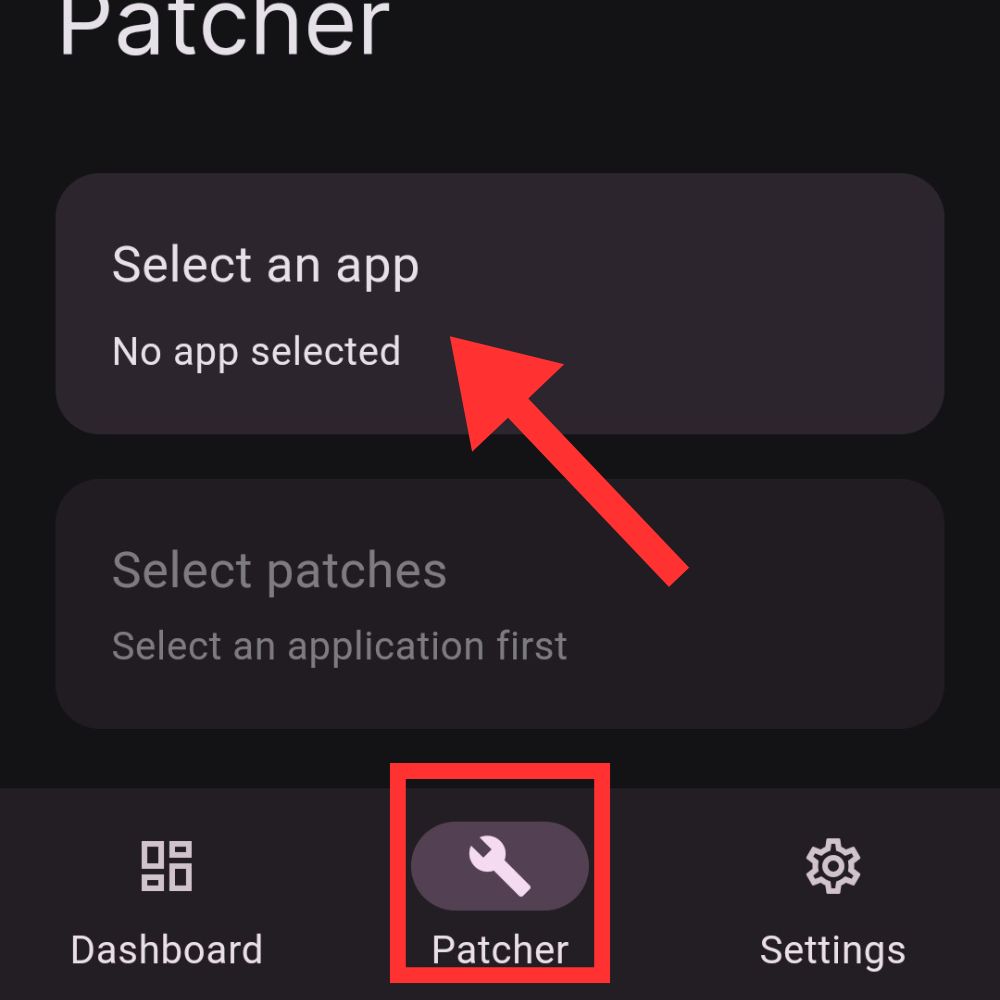 Patcher
Select an app
No app selected
Select patches
Select an application first
Dashboard
Patcher
Settings